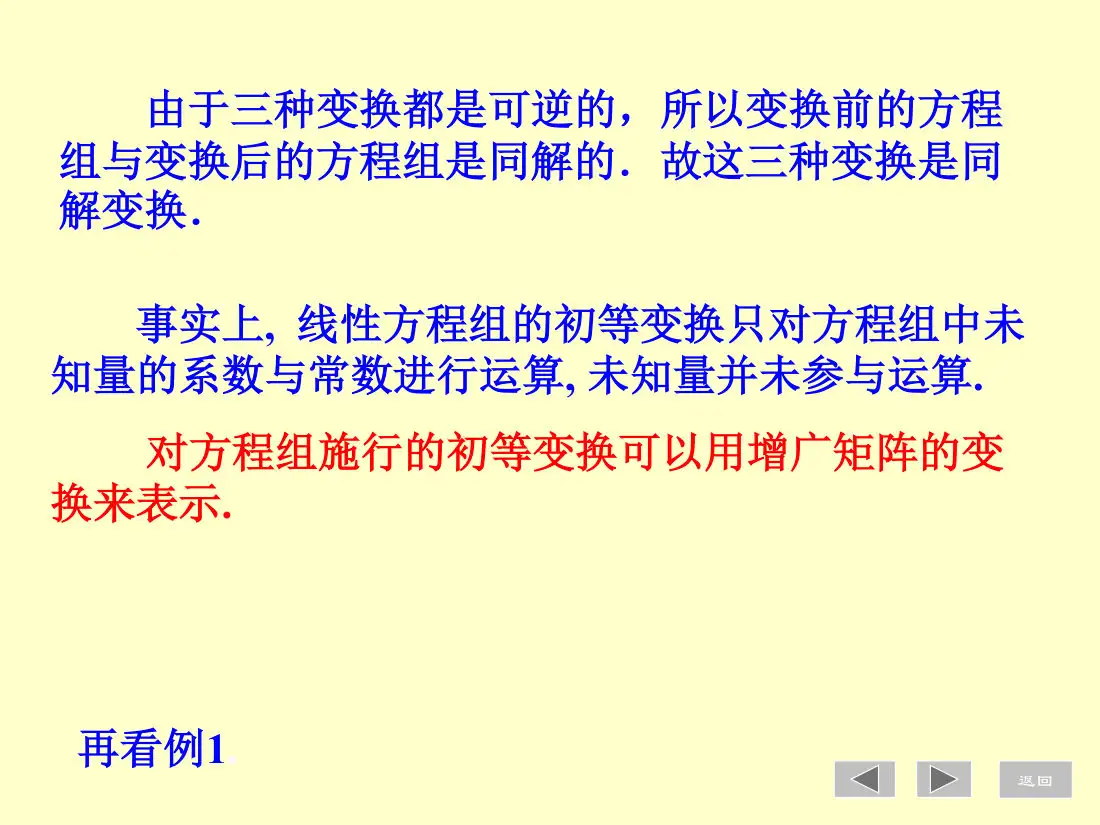 由于三种变换都是可逆的，所以变换前的方程
组与变换后的方程组是同解的．故这三种变换是同
解变换．
事实上, 线性方程组的初等变换只对方程组中未
知量的系数与常数进行运算, 未知量并未参与运算.
对方程组施行的初等变换可以用增广矩阵的变
换来表示.
再看例1.
返回